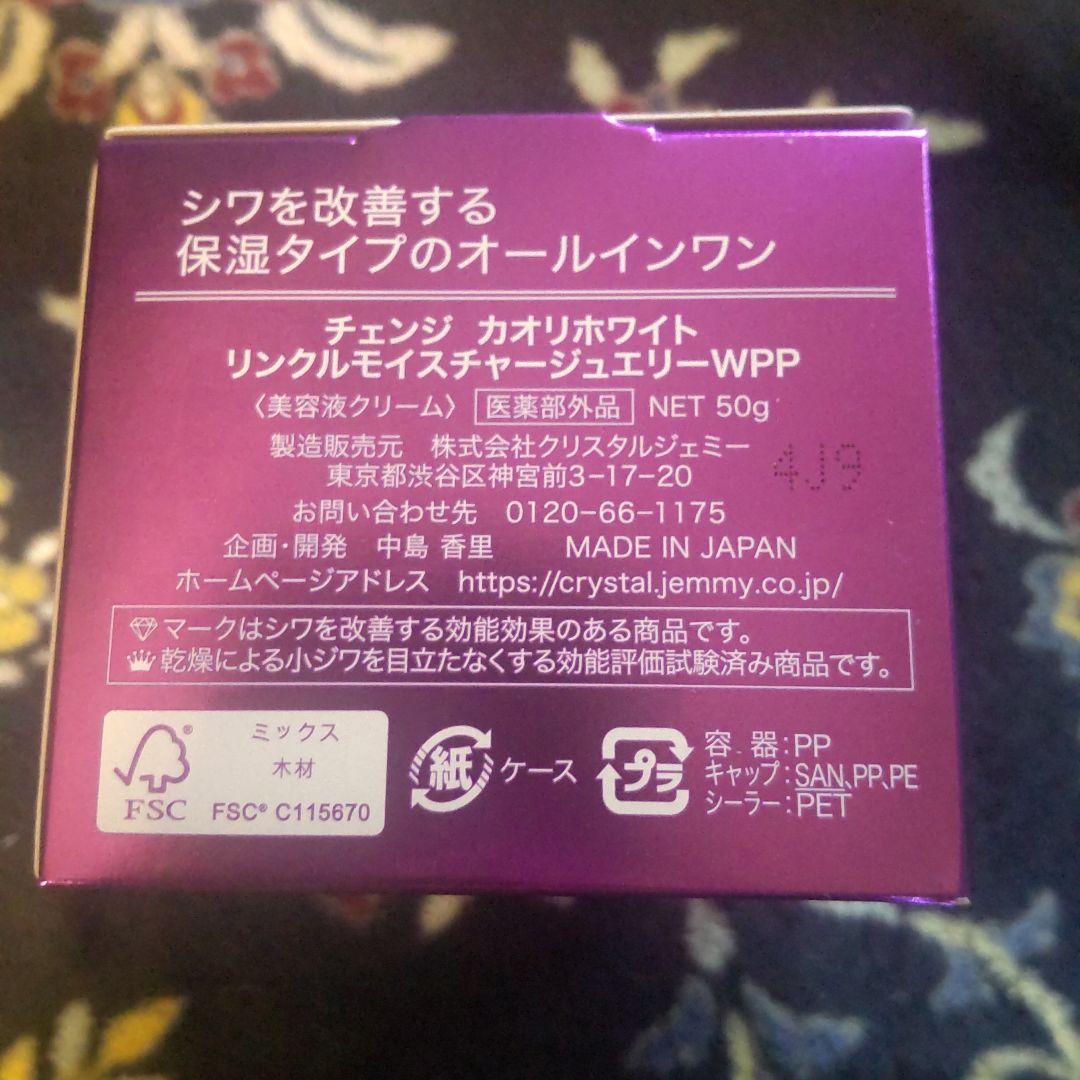 シワを改善する
保湿タイプのオールインワン
チェンジ カオリホワイト
リンクルモイスチャージュエリーWPP
〈美容液クリーム〉 医薬部外品 NET 50g
製造販売元 株式会社クリスタルジェミー
東京都渋谷区神宮前3-17-20
4J9
お問い合わせ先 0120-66-1175
企画・開発 中島 香里 MADE IN JAPAN
ホームページアドレス https://crystal.jemmy.co.jp/
マークはシワを改善する効能効果のある商品です。
乾燥による小ジワを目立たなくする効能評価試験済み商品です。
FSC®
ミックス
木材
FSC® C115670
紙 ケース
プラ
容 器:PP
キャップ:SAN、PP、PE
シーラー:PET